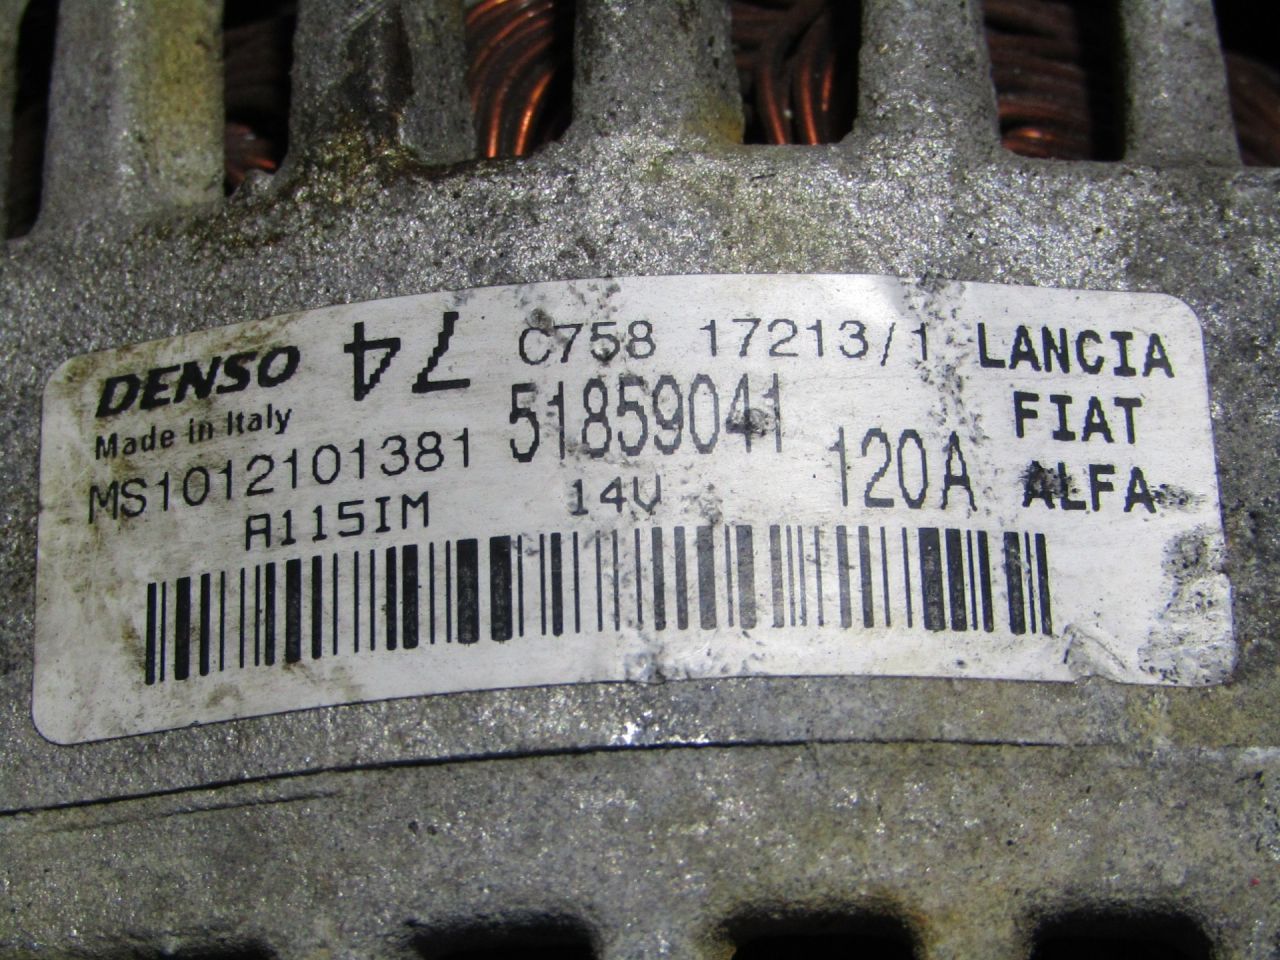 DENSO 74 C758 17213/1 LANCIA
Made in Italy 51859041 FIAT
MS1012101381 120A ALFA
A115IM 14V